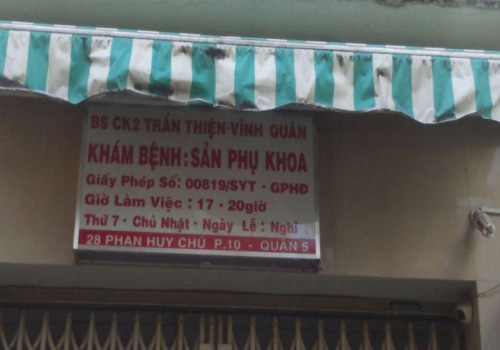 BS CK2 TRẦN THIỆN-VĨNH QUÂN
KHÁM BỆNH: SẢN PHỤ KHOA
Giấy Phép Số: 00819/SYT - GPHĐ
Giờ Làm Việc: 17 - 20giờ
Thứ 7 - Chủ Nhật - Ngày Lễ: Nghỉ
28 PHAN HUY CHÚ P.10 - QUẬN 5